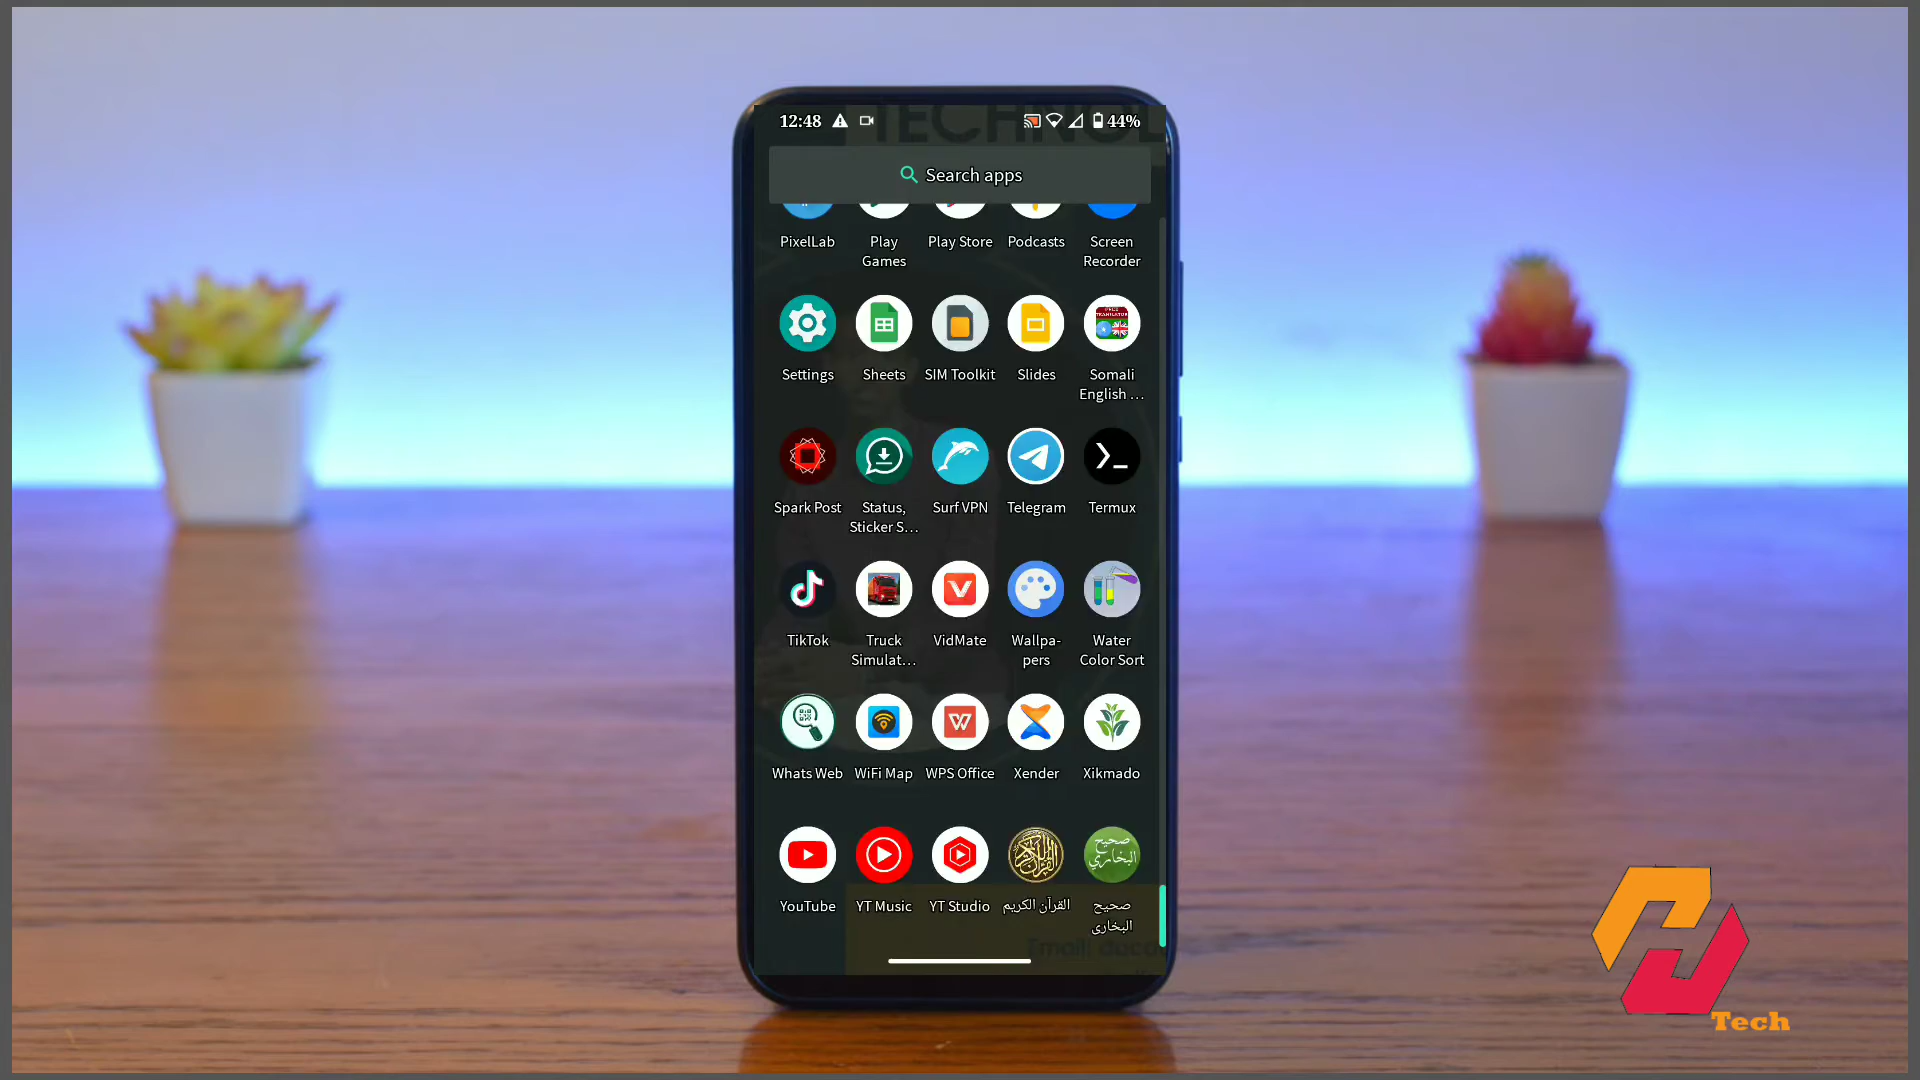 12:48
44%
Search apps
PixelLab
Play
Games
Play Store
Podcasts
Screen
Recorder
Settings
Sheets
SIM Toolkit
Slides
Somali
English ...
Spark Post
Status,
Sticker S...
Surf VPN
Telegram
Termux
TikTok
Truck
Simulat...
VidMate
Wallpa-
pers
Water
Color Sort
Whats Web
WiFi Map
WPS Office
Xender
Xikmado
YouTube
YT Music
YT Studio
القرآن الكريم
صحيح
البخاري
Tech